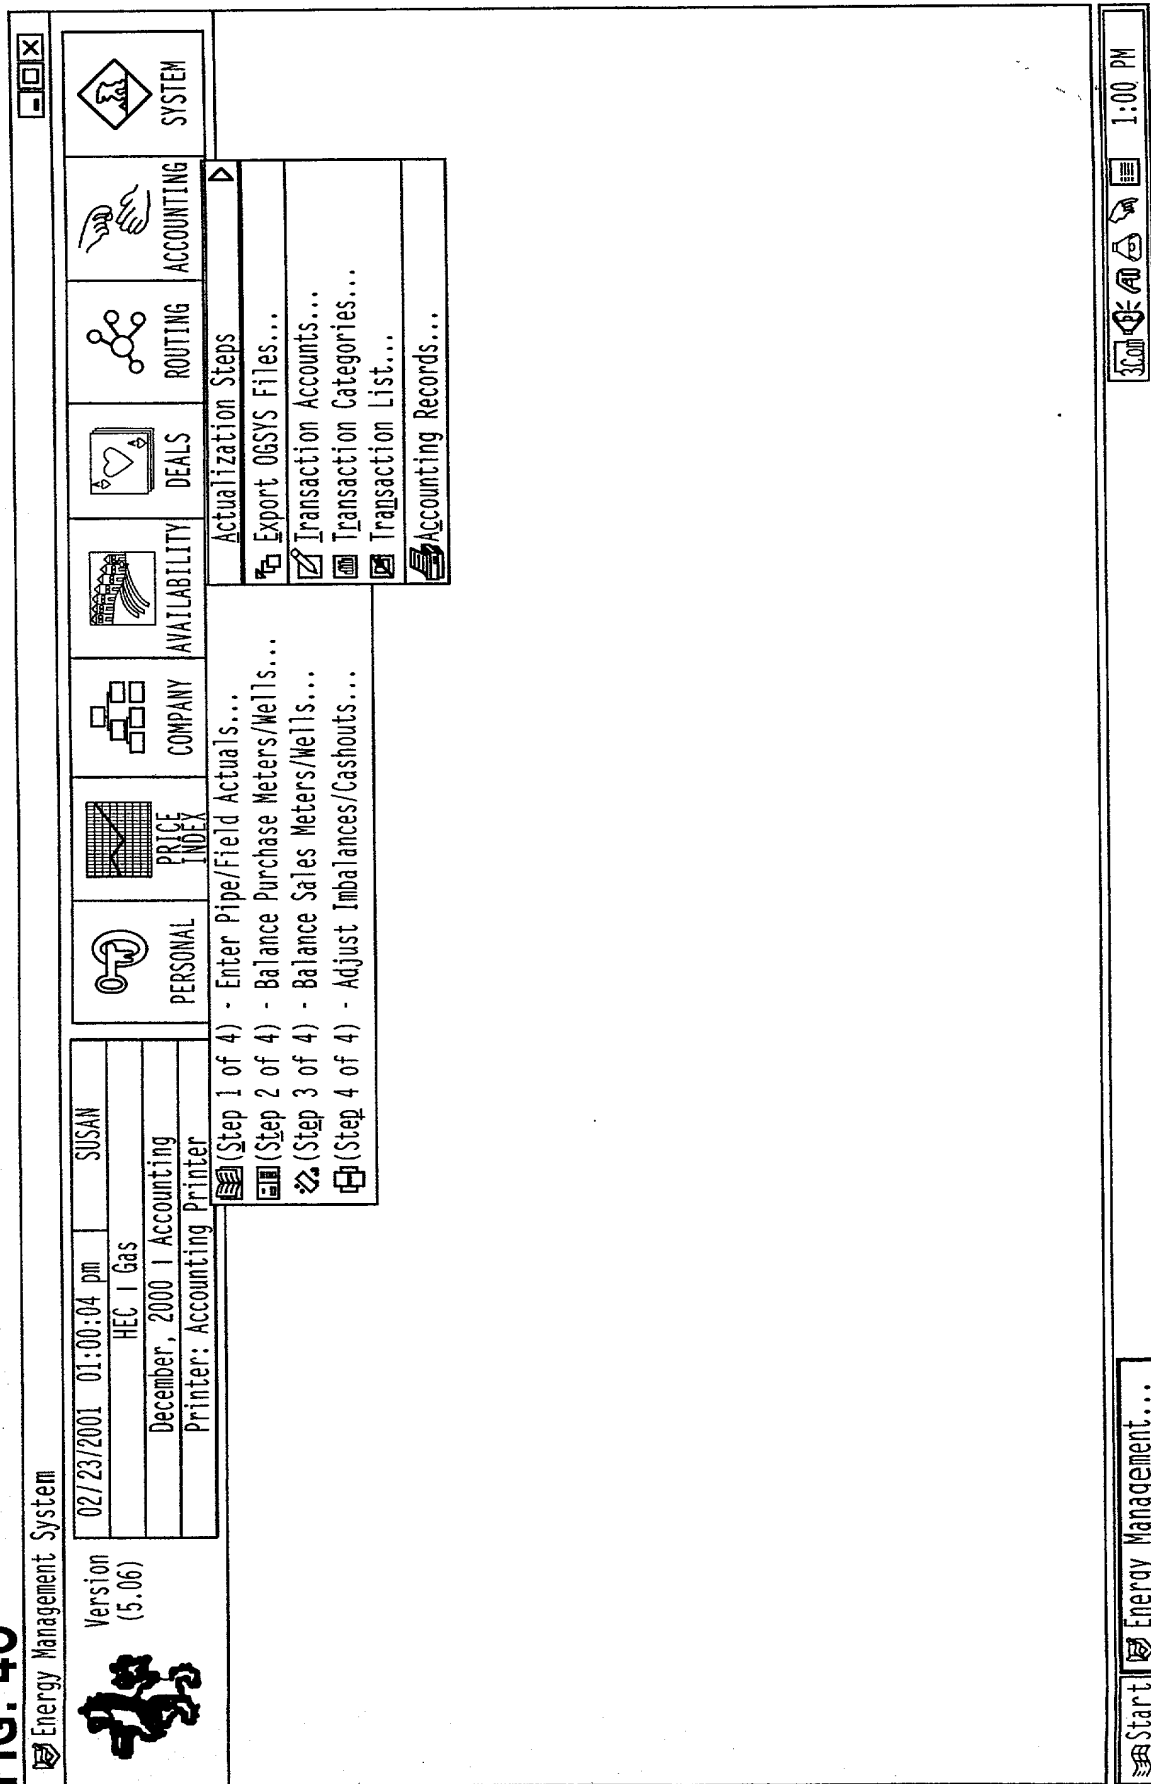 Energy Management System
Version
(5.06)
02/23/2001 01:00:04 pm
SUSAN
HEC | Gas
December, 2000 | Accounting
Printer: Accounting Printer
PERSONAL
PRICE
INDEX
COMPANY
AVAILABILITY
DEALS
ROUTING
ACCOUNTING
SYSTEM
Actualization Steps
Export OGSYS Files...
Transaction Accounts...
Transaction Categories...
Transaction List...
Accounting Records...
(Step 1 of 4) - Enter Pipe/Field Actuals...
(Step 2 of 4) - Balance Purchase Meters/Wells...
(Step 3 of 4) - Balance Sales Meters/Wells...
(Step 4 of 4) - Adjust Imbalances/Cashouts...
Start
Energy Management...
3Com
1:00 PM